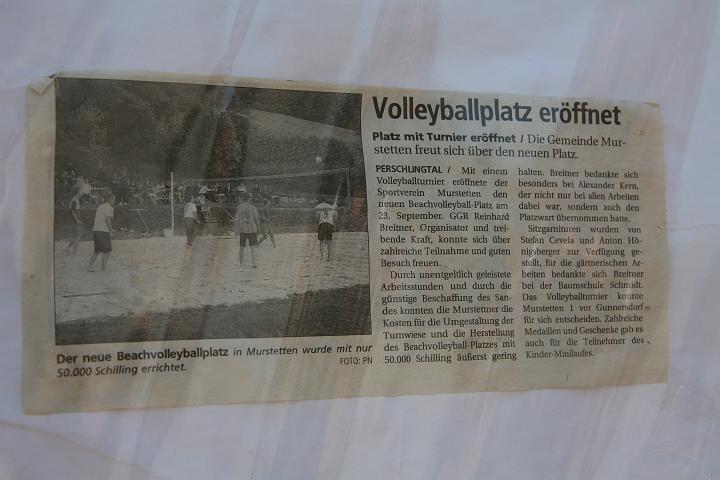 Volleyballplatz eröffnet
Platz mit Turnier eröffnet / Die Gemeinde Mur-
stetten freut sich über den neuen Platz.
PERSCHLINGTAL / Mit einem
Volleyballturnier eröffnete der
Sportverein Murstetten den
neuen Beachvolleyball-Platz am
23. September. GGR Reinhard
Breitner, Organisator und trei-
bende Kraft, konnte sich über
zahlreiche Teilnahme und guten
Besuch freuen.
Durch unentgeltlich geleistete
Arbeitsstunden und durch die
günstige Beschaffung des San-
des konnten die Murstettner die
Kosten für die Umgestaltung der
Turnwiese und die Herstellung
des Beachvolleyball-Platzes mit
50.000 Schilling äußerst gering
halten. Breitner bedankte sich
besonders bei Alexander Kern,
der nicht nur bei allen Arbeiten
dabei war, sondern auch den
Platzwart übernommen hatte.
Sitzgarnituren wurden von
Stefan Cevela und Anton Hö-
nigsberger zur Verfügung ge-
stellt, für die gärtnerischen Ar-
beiten bedankte sich Breitner
bei der Baumschule Schmidt.
Das Volleyballturnier konnte
Murstetten 1 vor Gunnersdorf
für sich entscheiden. Zahlreiche
Medaillen und Geschenke gab es
auch für die Teilnehmer des
Kinder-Minilaufes.
Der neue Beachvolleyballplatz in Murstetten wurde mit nur
50.000 Schilling errichtet.
FOTO: PN